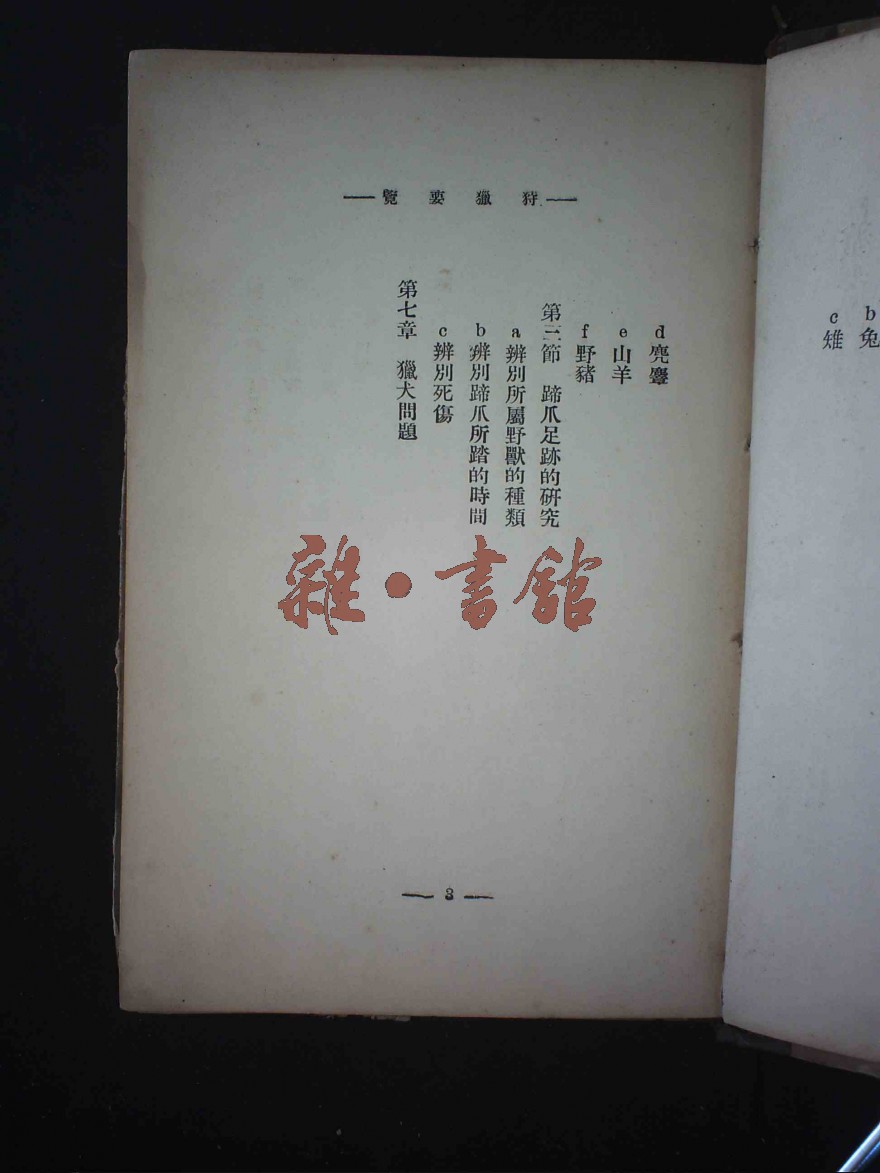 b 兔
c 雉
狩獵要覽
d 麂麞
e 山羊
f 野豬
第三節 蹄爪足跡的研究
a 辨別所屬野獸的種類
b 辨別蹄爪所踏的時間
c 辨別死傷
第七章 獵犬問題
雜·書館
3